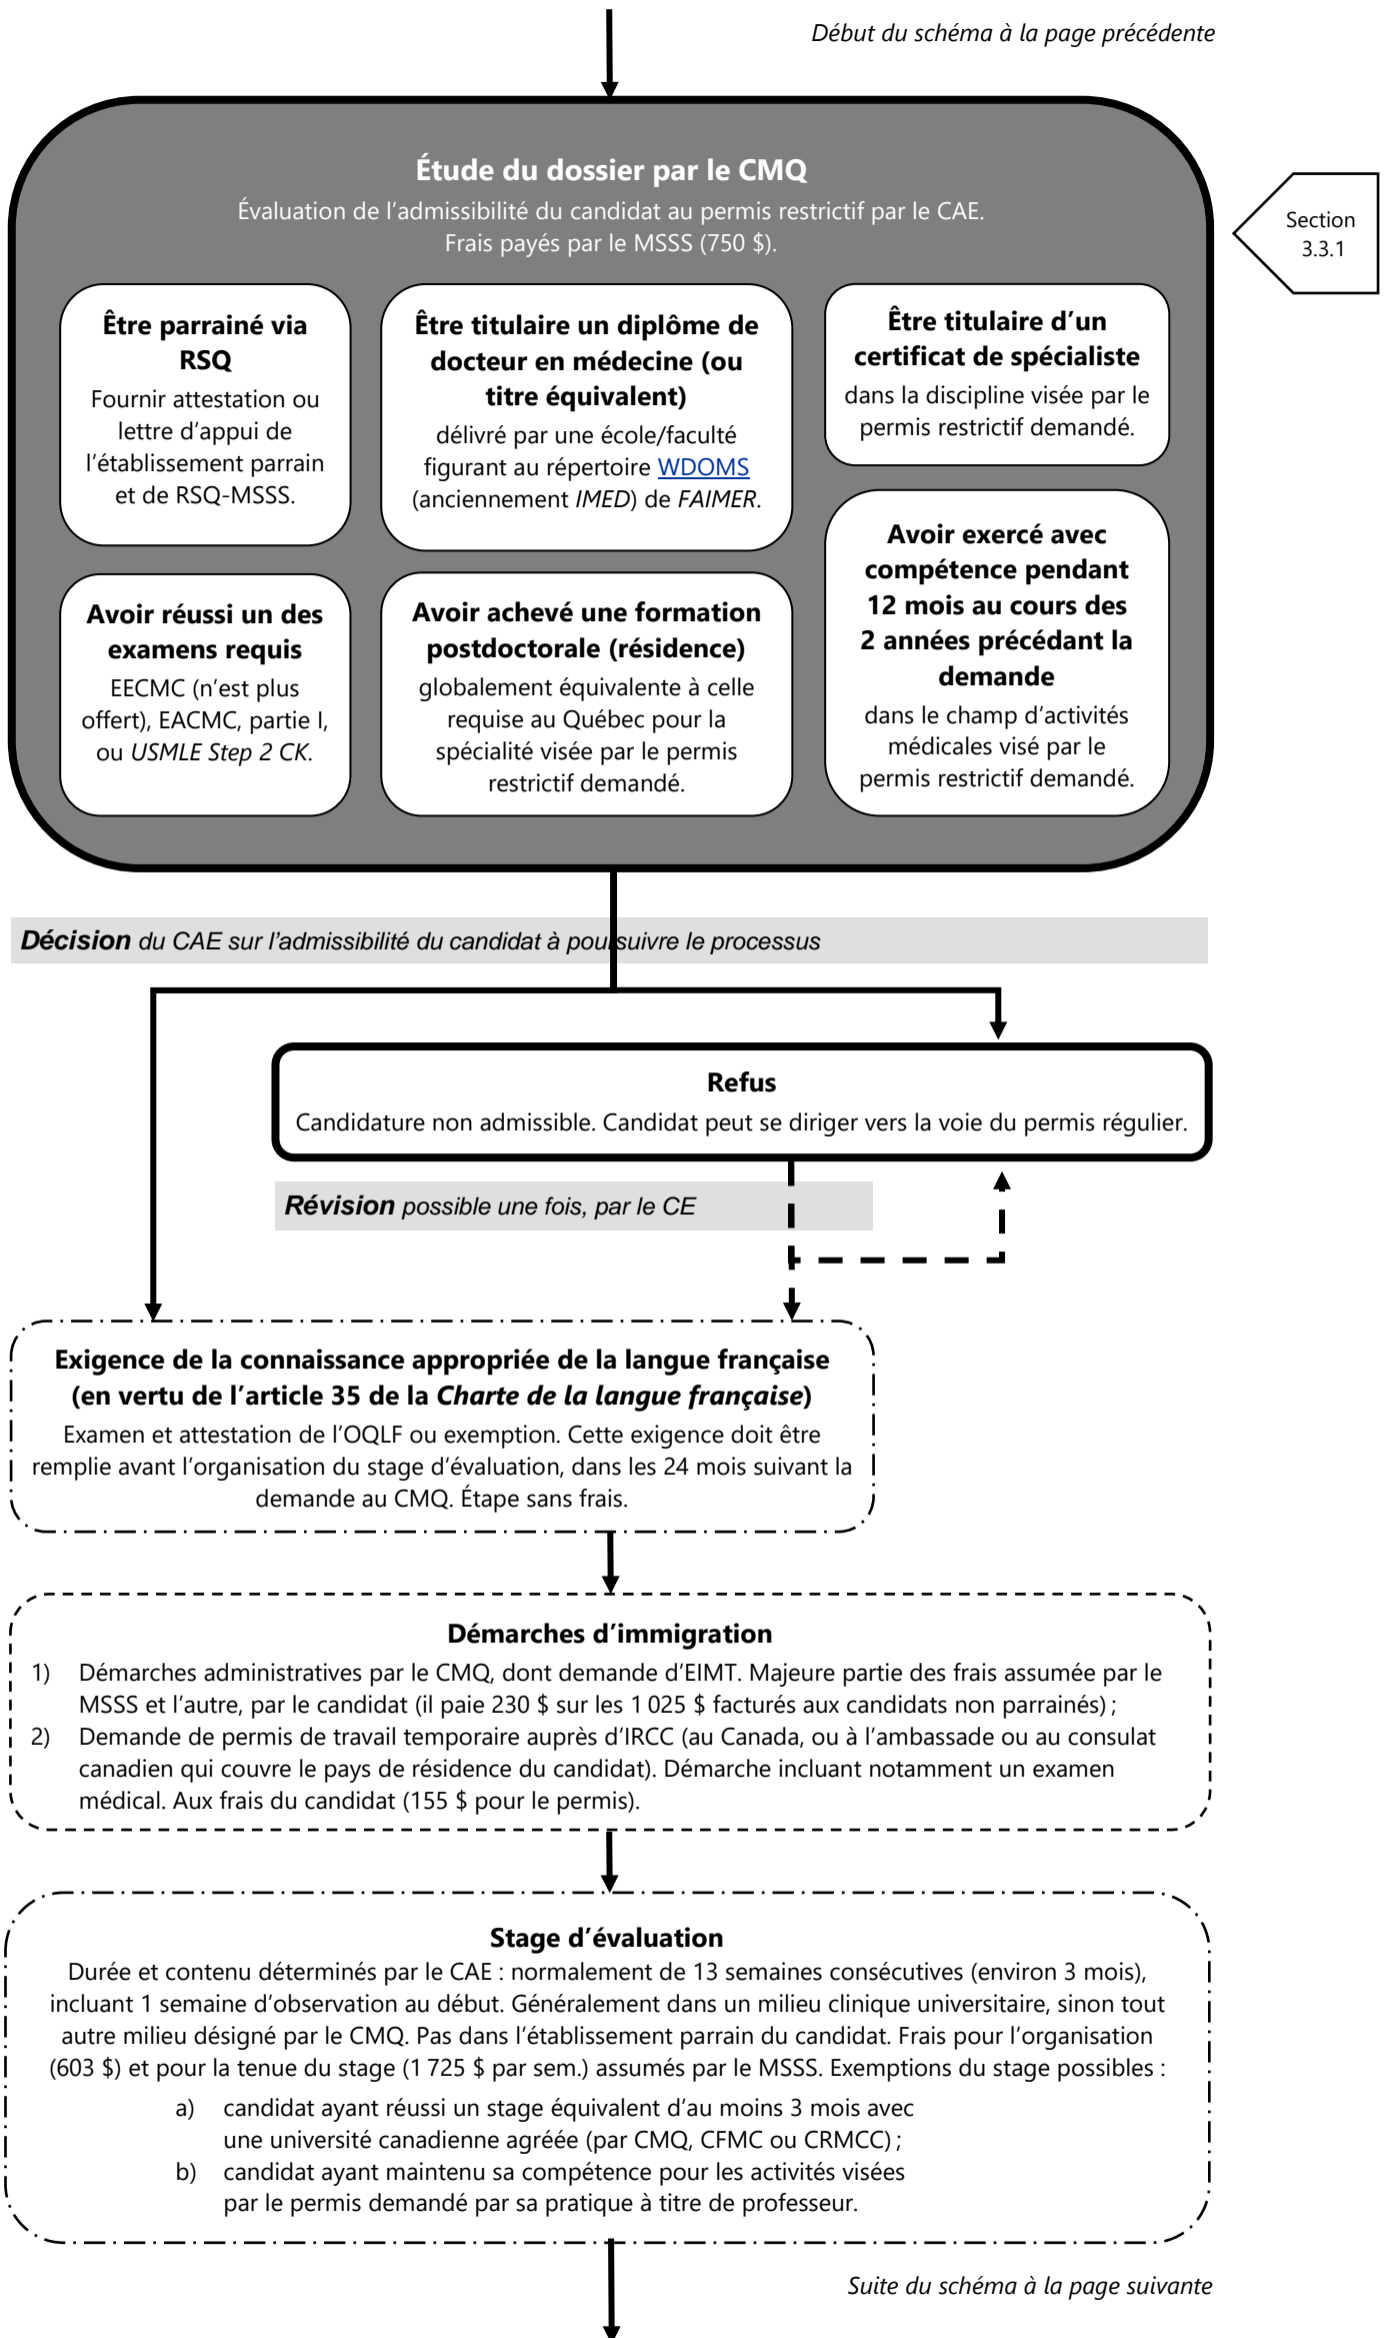 Début du schéma à la page précédente
Étude du dossier par le CMQ
Évaluation de l'admissibilité du candidat au permis restrictif par le CAE.
Frais payés par le MSSS (750 $).
Section
3.3.1
Être parrainé via
RSQ
Fournir attestation ou
lettre d'appui de
l'établissement parrain
et de RSQ-MSSS.
Être titulaire un diplôme de
docteur en médecine (ou
titre équivalent)
délivré par une école/faculté
figurant au répertoire WDOMS
(anciennement IMED) de FAIMER.
Être titulaire d'un
certificat de spécialiste
dans la discipline visée par le
permis restrictif demandé.
Avoir réussi un des
examens requis
EECMC (n'est plus
offert), EACMC, partie I,
ou USMLE Step 2 CK.
Avoir achevé une formation
postdoctorale (résidence)
globalement équivalente à celle
requise au Québec pour la
spécialité visée par le permis
restrictif demandé.
Avoir exercé avec
compétence pendant
12 mois au cours des
2 années précédant la
demande
dans le champ d'activités
médicales visé par le
permis restrictif demandé.
Décision du CAE sur l'admissibilité du candidat à poursuivre le processus
Refus
Candidature non admissible. Candidat peut se diriger vers la voie du permis régulier.
Révision possible une fois, par le CE
Exigence de la connaissance appropriée de la langue française
(en vertu de l'article 35 de la Charte de la langue française)
Examen et attestation de l'OQLF ou exemption. Cette exigence doit être
remplie avant l'organisation du stage d'évaluation, dans les 24 mois suivant la
demande au CMQ. Étape sans frais.
Démarches d'immigration
1) Démarches administratives par le CMQ, dont demande d'EIMT. Majeure partie des frais assumée par le
MSSS et l'autre, par le candidat (il paie 230 $ sur les 1 025 $ facturés aux candidats non parrainés) ;
2) Demande de permis de travail temporaire auprès d'IRCC (au Canada, ou à l'ambassade ou au consulat
canadien qui couvre le pays de résidence du candidat). Démarche incluant notamment un examen
médical. Aux frais du candidat (155 $ pour le permis).
Stage d'évaluation
Durée et contenu déterminés par le CAE : normalement de 13 semaines consécutives (environ 3 mois),
incluant 1 semaine d'observation au début. Généralement dans un milieu clinique universitaire, sinon tout
autre milieu désigné par le CMQ. Pas dans l'établissement parrain du candidat. Frais pour l'organisation
(603 $) et pour la tenue du stage (1 725 $ par sem.) assumés par le MSSS. Exemptions du stage possibles :
a) candidat ayant réussi un stage équivalent d'au moins 3 mois avec
une université canadienne agréée (par CMQ, CFMC ou CRMCC) ;
b) candidat ayant maintenu sa compétence pour les activités visées
par le permis demandé par sa pratique à titre de professeur.
Suite du schéma à la page suivante